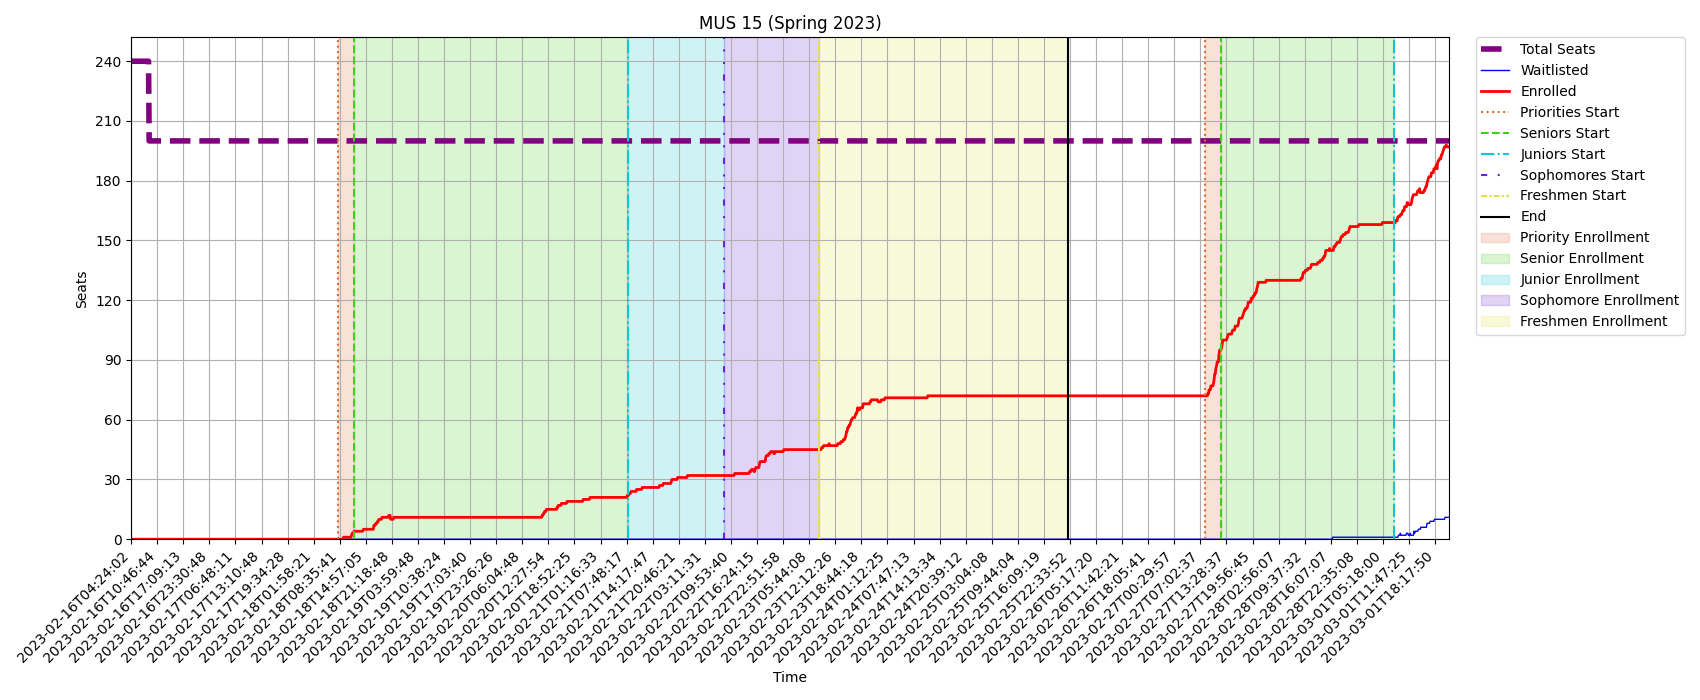 MUS 15 (Spring 2023)
Seats
240
210
180
150
120
90
60
30
0
2023-02-16T04:24:02
2023-02-16T10:46:44
2023-02-16T17:09:13
2023-02-16T23:30:48
2023-02-17T06:48:11
2023-02-17T13:10:48
2023-02-17T19:34:28
2023-02-18T01:58:21
2023-02-18T08:35:41
2023-02-18T14:57:05
2023-02-18T21:18:48
2023-02-19T03:59:48
2023-02-19T10:38:24
2023-02-19T17:03:40
2023-02-19T23:26:26
2023-02-20T06:04:48
2023-02-20T12:27:54
2023-02-20T18:52:25
2023-02-21T01:16:33
2023-02-21T07:48:17
2023-02-21T14:17:47
2023-02-21T20:46:21
2023-02-22T03:11:31
2023-02-22T09:53:40
2023-02-22T16:24:15
2023-02-22T22:51:58
2023-02-23T05:44:08
2023-02-23T12:12:26
2023-02-23T18:44:18
2023-02-24T01:12:25
2023-02-24T07:47:13
2023-02-24T14:13:34
2023-02-24T20:39:12
2023-02-25T03:04:08
2023-02-25T09:44:04
2023-02-25T16:09:19
2023-02-25T22:33:52
2023-02-26T05:17:20
2023-02-26T11:42:21
2023-02-26T18:05:41
2023-02-27T00:29:57
2023-02-27T07:02:37
2023-02-27T13:28:37
2023-02-27T19:56:45
2023-02-28T02:56:07
2023-02-28T09:37:32
2023-02-28T16:07:07
2023-02-28T22:35:08
2023-03-01T05:18:00
2023-03-01T11:47:25
2023-03-01T18:17:50
Time
Total Seats
Waitlisted
Enrolled
Priorities Start
Seniors Start
Juniors Start
Sophomores Start
Freshmen Start
End
Priority Enrollment
Senior Enrollment
Junior Enrollment
Sophomore Enrollment
Freshmen Enrollment